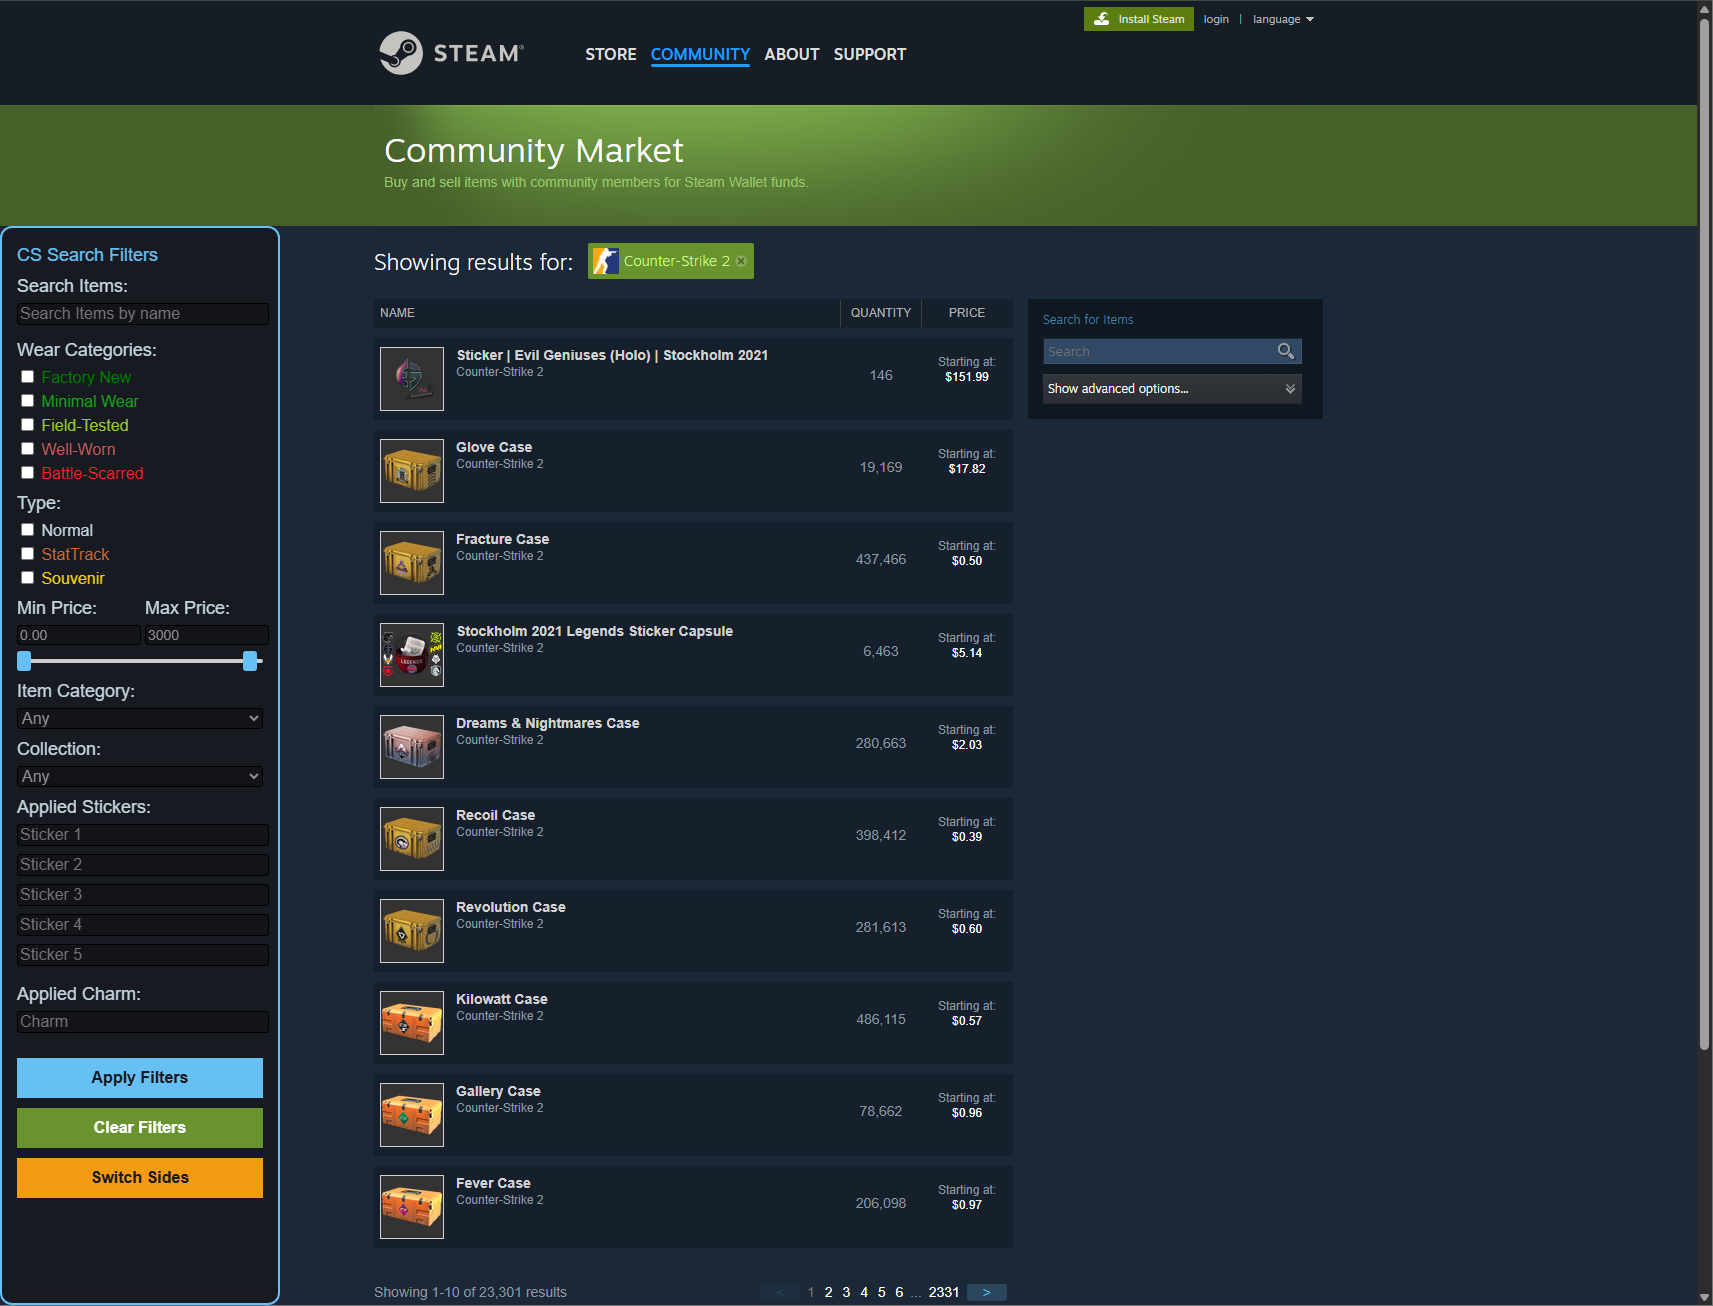 Install Steam
login | language
STEAM®
STORE COMMUNITY ABOUT SUPPORT
Community Market
Buy and sell items with community members for Steam Wallet funds.
CS Search Filters
Search Items:
Search Items by name
Wear Categories:
Factory New
Minimal Wear
Field-Tested
Well-Worn
Battle-Scarred
Type:
Normal
StatTrack
Souvenir
Min Price: Max Price:
0.00 3000
Item Category:
Any
Collection:
Any
Applied Stickers:
Sticker 1
Sticker 2
Sticker 3
Sticker 4
Sticker 5
Applied Charm:
Charm
Apply Filters
Clear Filters
Switch Sides
Showing results for: Counter-Strike 2
NAME QUANTITY PRICE
Sticker | Evil Geniuses (Holo) | Stockholm 2021
Counter-Strike 2
146
Starting at:
$151.99
Glove Case
Counter-Strike 2
19,169
Starting at:
$17.82
Fracture Case
Counter-Strike 2
437,466
Starting at:
$0.50
LEGENDS
Stockholm 2021 Legends Sticker Capsule
Counter-Strike 2
6,463
Starting at:
$5.14
Dreams & Nightmares Case
Counter-Strike 2
280,663
Starting at:
$2.03
Recoil Case
Counter-Strike 2
398,412
Starting at:
$0.39
Revolution Case
Counter-Strike 2
281,613
Starting at:
$0.60
Kilowatt Case
Counter-Strike 2
486,115
Starting at:
$0.57
Gallery Case
Counter-Strike 2
78,662
Starting at:
$0.96
Fever Case
Counter-Strike 2
206,098
Starting at:
$0.97
Showing 1-10 of 23,301 results
< 1 2 3 4 5 6 ... 2331 >
Search for Items
Search
Show advanced options...